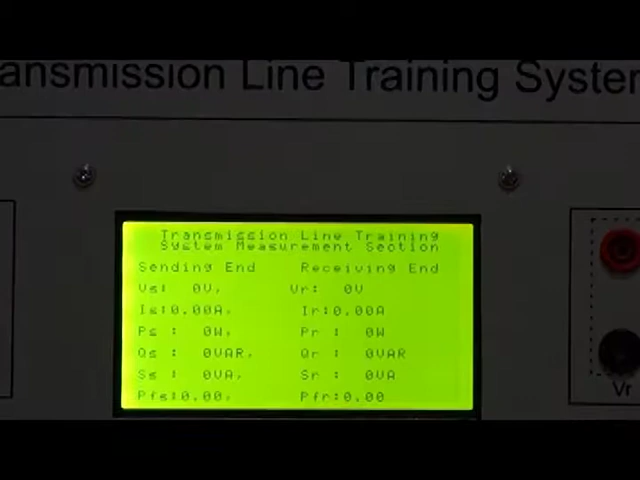 ansmission Line Training System
Transmission Line Training
System Measurement Section
Sending End Receiving End
Vs: 0V, Vr: 0V
Is:0.00A, Ir:0.00A
Ps : 0W, Pr : 0W
Qs : 0VAR, Qr : 0VAR
Ss : 0VA, Sr : 0VA
Pfs:0.00, Pfr:0.00
Vr